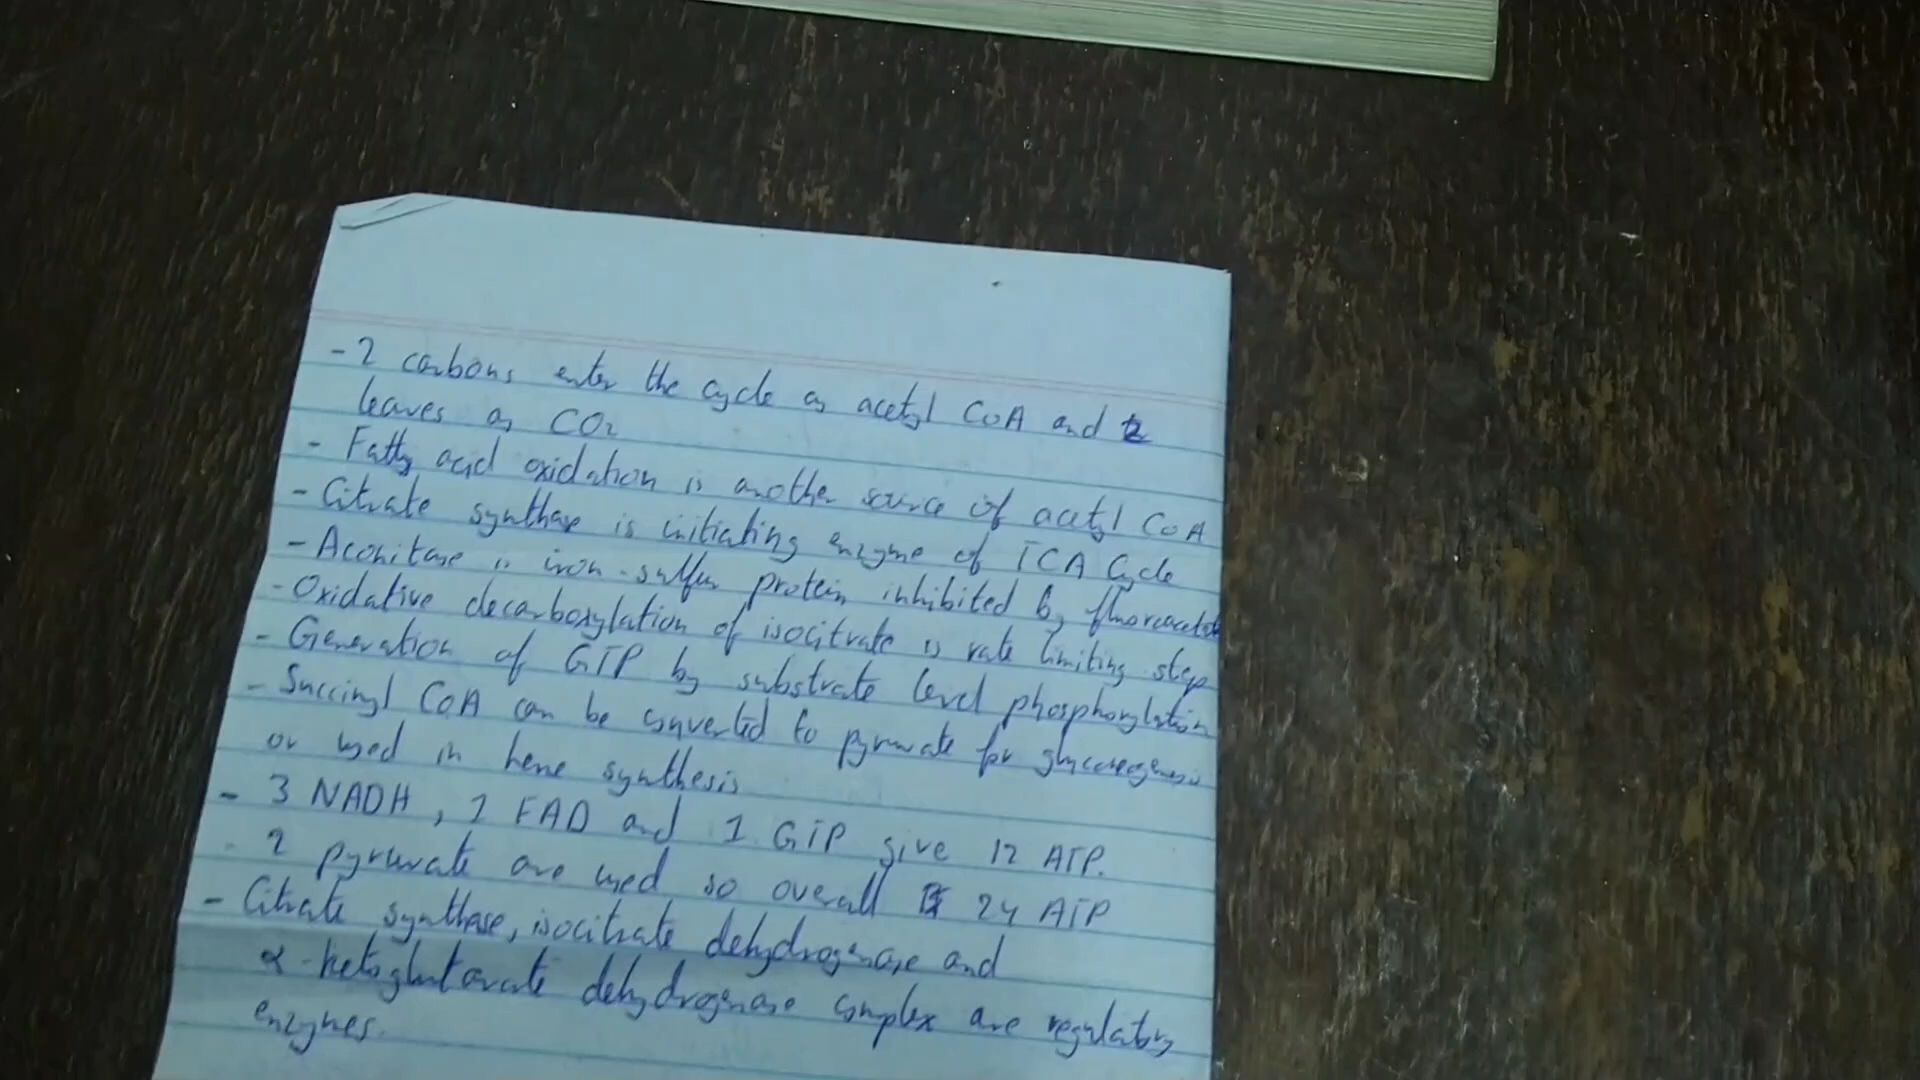 - 2 carbons enter the cycle as acetyl CoA and 2
leaves as CO2
- Fatty acid oxidation is another source of acetyl CoA
- Citrate synthase is initiating enzyme of TCA Cycle
- Aconitase is iron-sulfur protein inhibited by fluoroacetate
- Oxidative decarboxylation of isocitrate is rate limiting step
- Generation of GTP by substrate level phosphorylation
- Succinyl CoA can be converted to pyruvate for
or used in heme synthesis
- 3 NADH, 1 FAD and 1 GTP give 12 ATP.
- 2 pyruvate are used so overall 24 ATP
- Citrate synthase, isocitrate dehydrogenase and
α-ketoglutarate dehydrogenase complex are regulatory
enzymes.